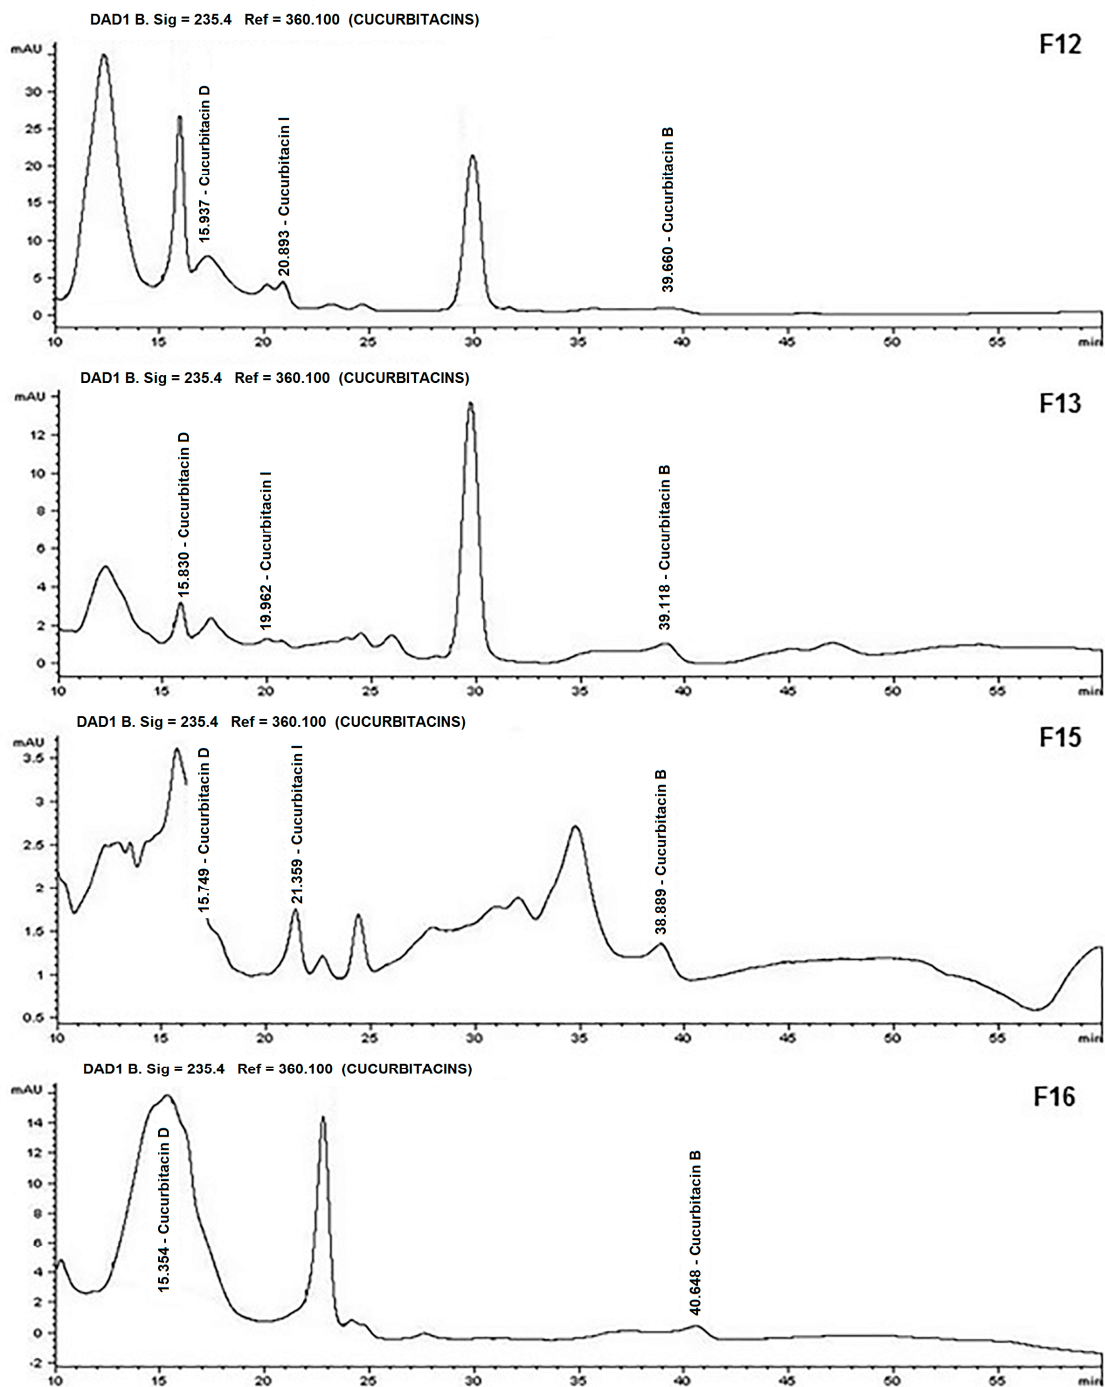 DAD1 B. Sig = 235.4 Ref = 360.100 (CUCURBITACINS)
F12
mAU
30
25
20
15
10
5
0
15.937 - Cucurbitacin D
20.893 - Cucurbitacin I
39.660 - Cucurbitacin B
10 15 20 25 30 35 40 45 50 55 min
DAD1 B. Sig = 235.4 Ref = 360.100 (CUCURBITACINS)
F13
mAU
12
10
8
6
4
2
0
15.830 - Cucurbitacin D
19.962 - Cucurbitacin I
39.118 - Cucurbitacin B
10 15 20 25 30 35 40 45 50 55 min
DAD1 B. Sig = 235.4 Ref = 360.100 (CUCURBITACINS)
F15
mAU
3.5
3
2.5
2
1.5
1
0.5
15.749 - Cucurbitacin D
21.359 - Cucurbitacin I
38.889 - Cucurbitacin B
10 15 20 25 30 35 40 45 50 55 min
DAD1 B. Sig = 235.4 Ref = 360.100 (CUCURBITACINS)
F16
mAU
14
12
10
8
6
4
2
0
-2
15.354 - Cucurbitacin D
40.648 - Cucurbitacin B
10 15 20 25 30 35 40 45 50 55 min